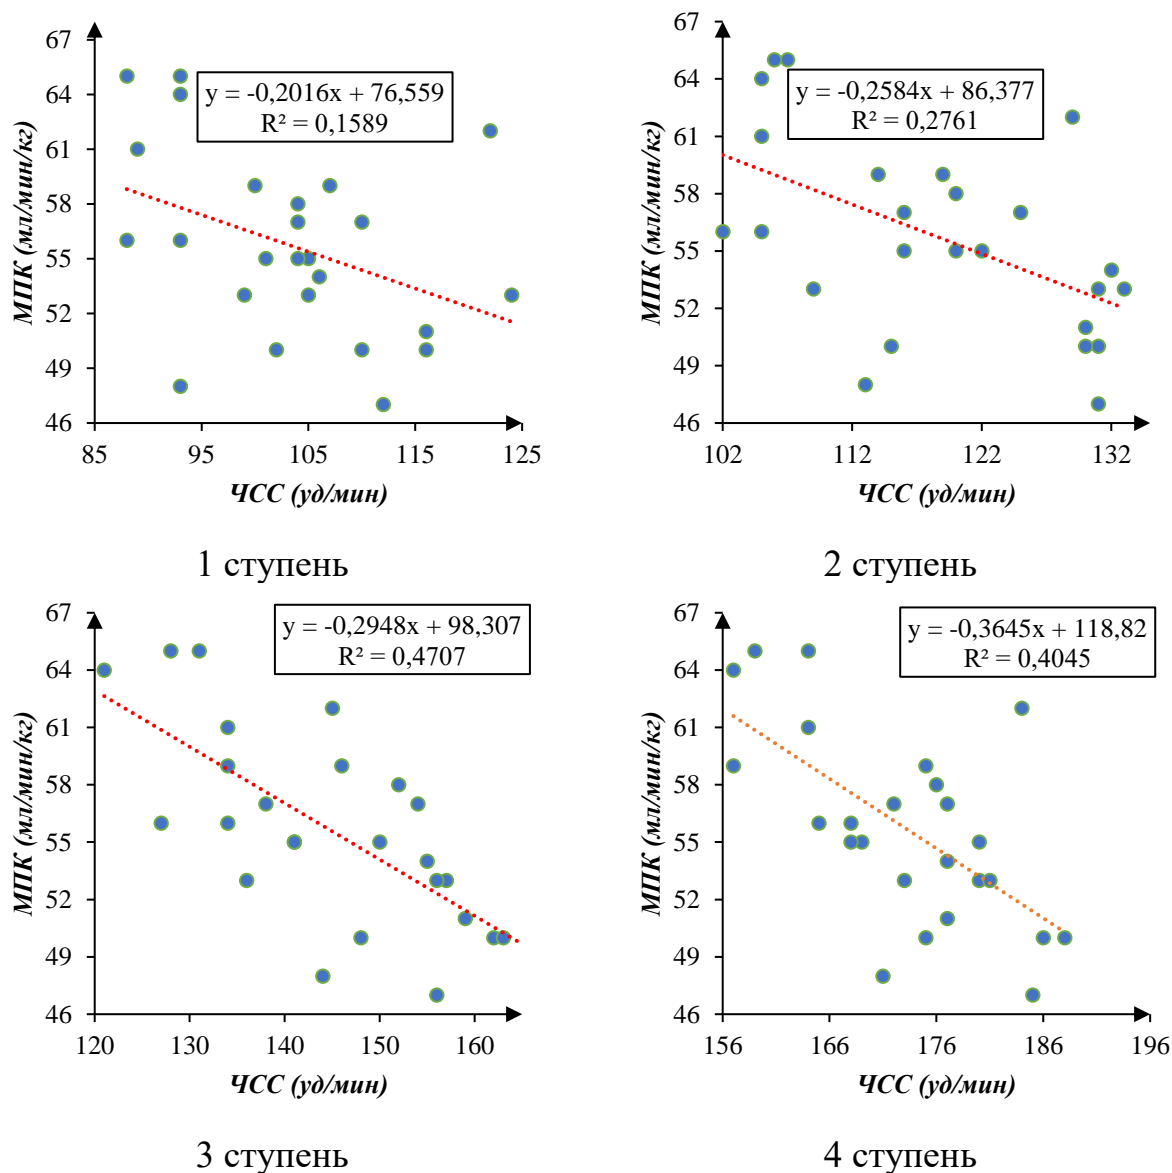 67
64
61
58
55
52
49
46
МПК (мл/мин/кг)
y = -0,2016x + 76,559
R² = 0,1589
85 95 105 115 125
ЧСС (уд/мин)
1 ступень
67
64
61
58
55
52
49
46
МПК (мл/мин/кг)
y = -0,2584x + 86,377
R² = 0,2761
102 112 122 132
ЧСС (уд/мин)
2 ступень
67
64
61
58
55
52
49
46
МПК (мл/мин/кг)
y = -0,2948x + 98,307
R² = 0,4707
120 130 140 150 160
ЧСС (уд/мин)
3 ступень
67
64
61
58
55
52
49
46
МПК (мл/мин/кг)
y = -0,3645x + 118,82
R² = 0,4045
156 166 176 186 196
ЧСС (уд/мин)
4 ступень